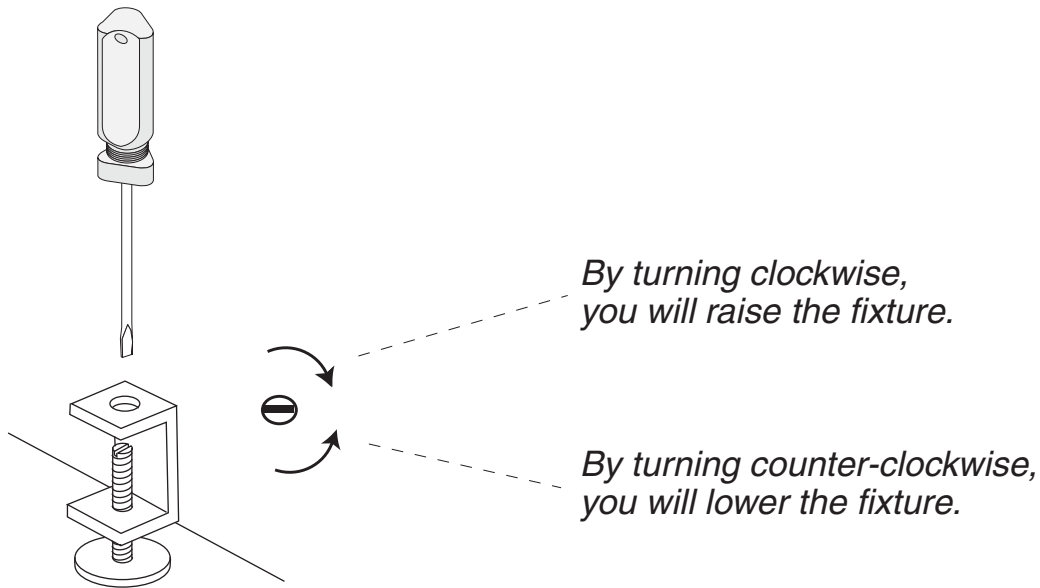 By turning clockwise,
you will raise the fixture.
By turning counter-clockwise,
you will lower the fixture.